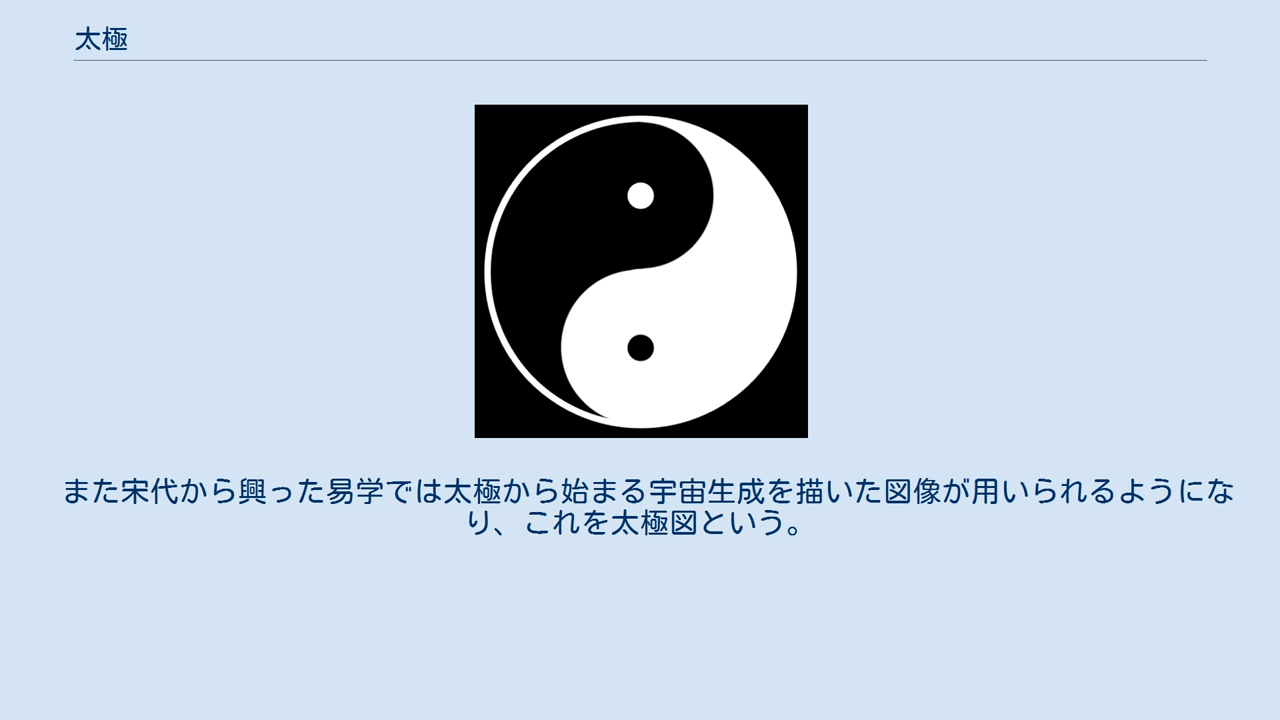 太極
また宋代から興った易学では太極から始まる宇宙生成を描いた図像が用いられるようにな
り、これを太極図という。